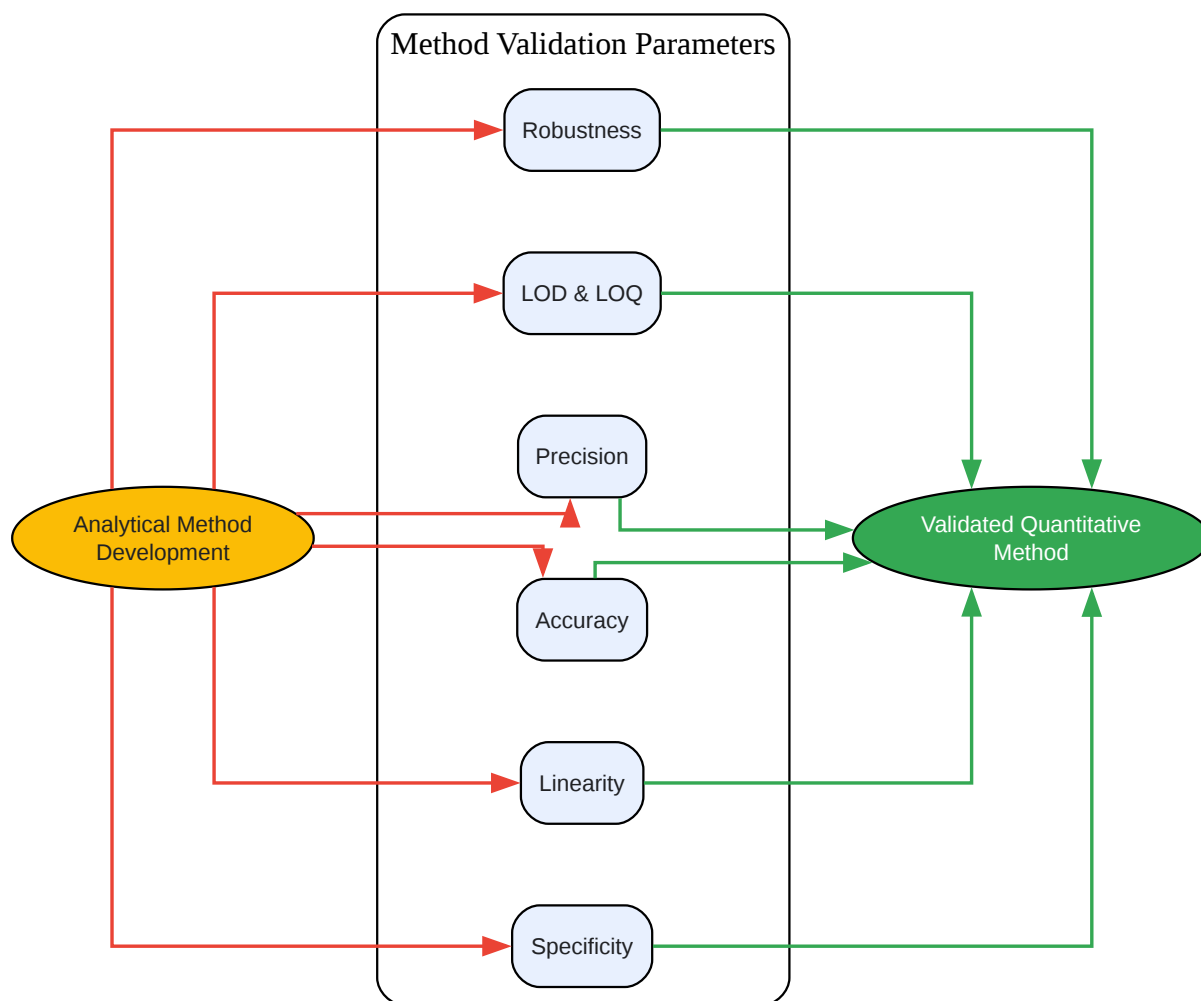 Method Validation Parameters
Robustness
LOD & LOQ
Precision
Analytical Method
Development
Validated Quantitative
Method
Accuracy
Linearity
Specificity